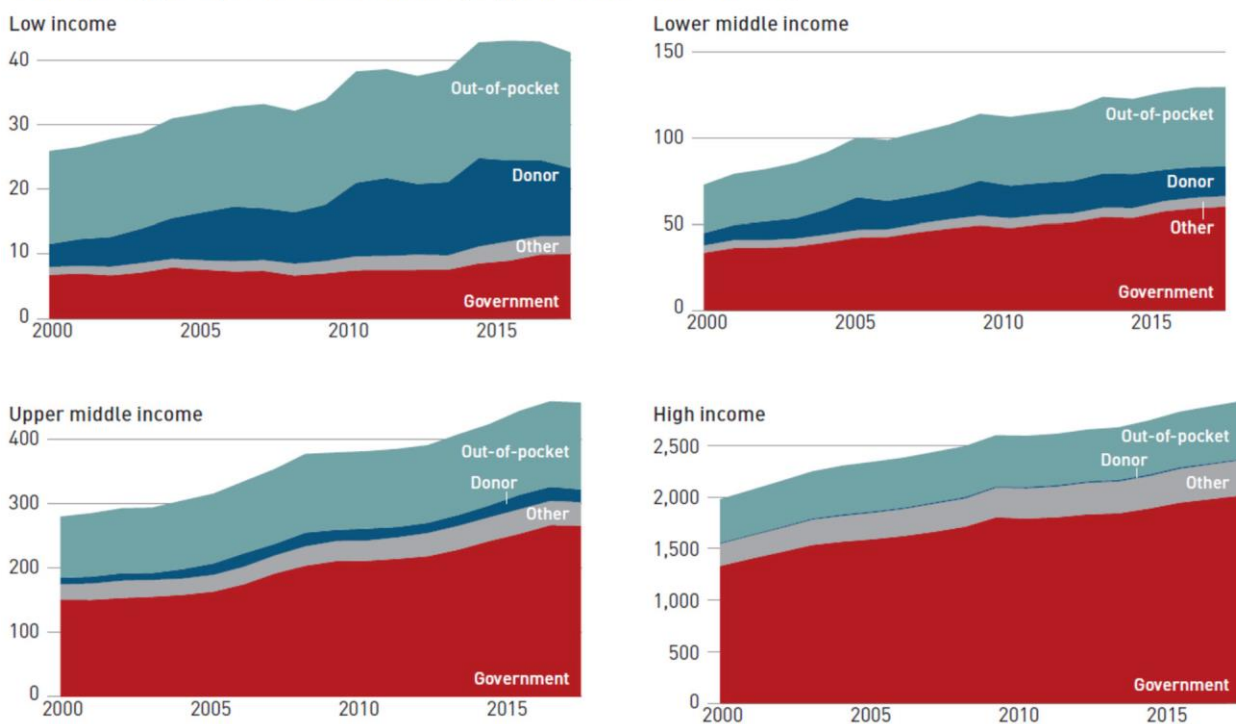 Low income
40
30
20
10
0
Out-of-pocket
Donor
Other
Government
2000 2005 2010 2015
Lower middle income
150
100
50
0
Out-of-pocket
Donor
Other
Government
2000 2005 2010 2015
Upper middle income
400
300
200
100
0
Out-of-pocket
Donor
Other
Government
2000 2005 2010 2015
High income
2,500
2,000
1,500
1,000
500
0
Out-of-pocket
Donor
Other
Government
2000 2005 2010 2015